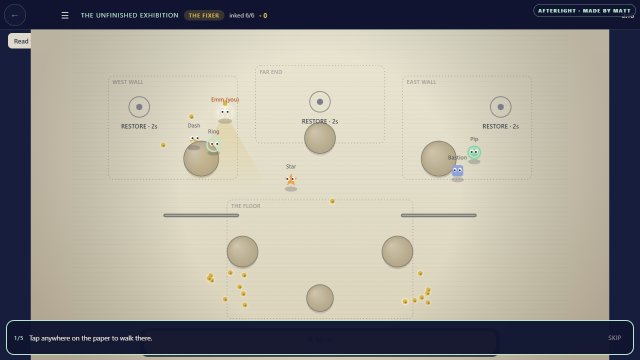 ←
☰ THE UNFINISHED EXHIBITION THE FIXER inked 6/6 · 0
AFTERLIGHT · MADE BY MATT
Read
WEST WALL
FAR END
EAST WALL
Emm (you)
RESTORE · 2s
RESTORE · 2s
RESTORE · 2s
Dash
Ring
Pip
Bastion
Star
THE FLOOR
1/5 Tap anywhere on the paper to walk there.
SKIP